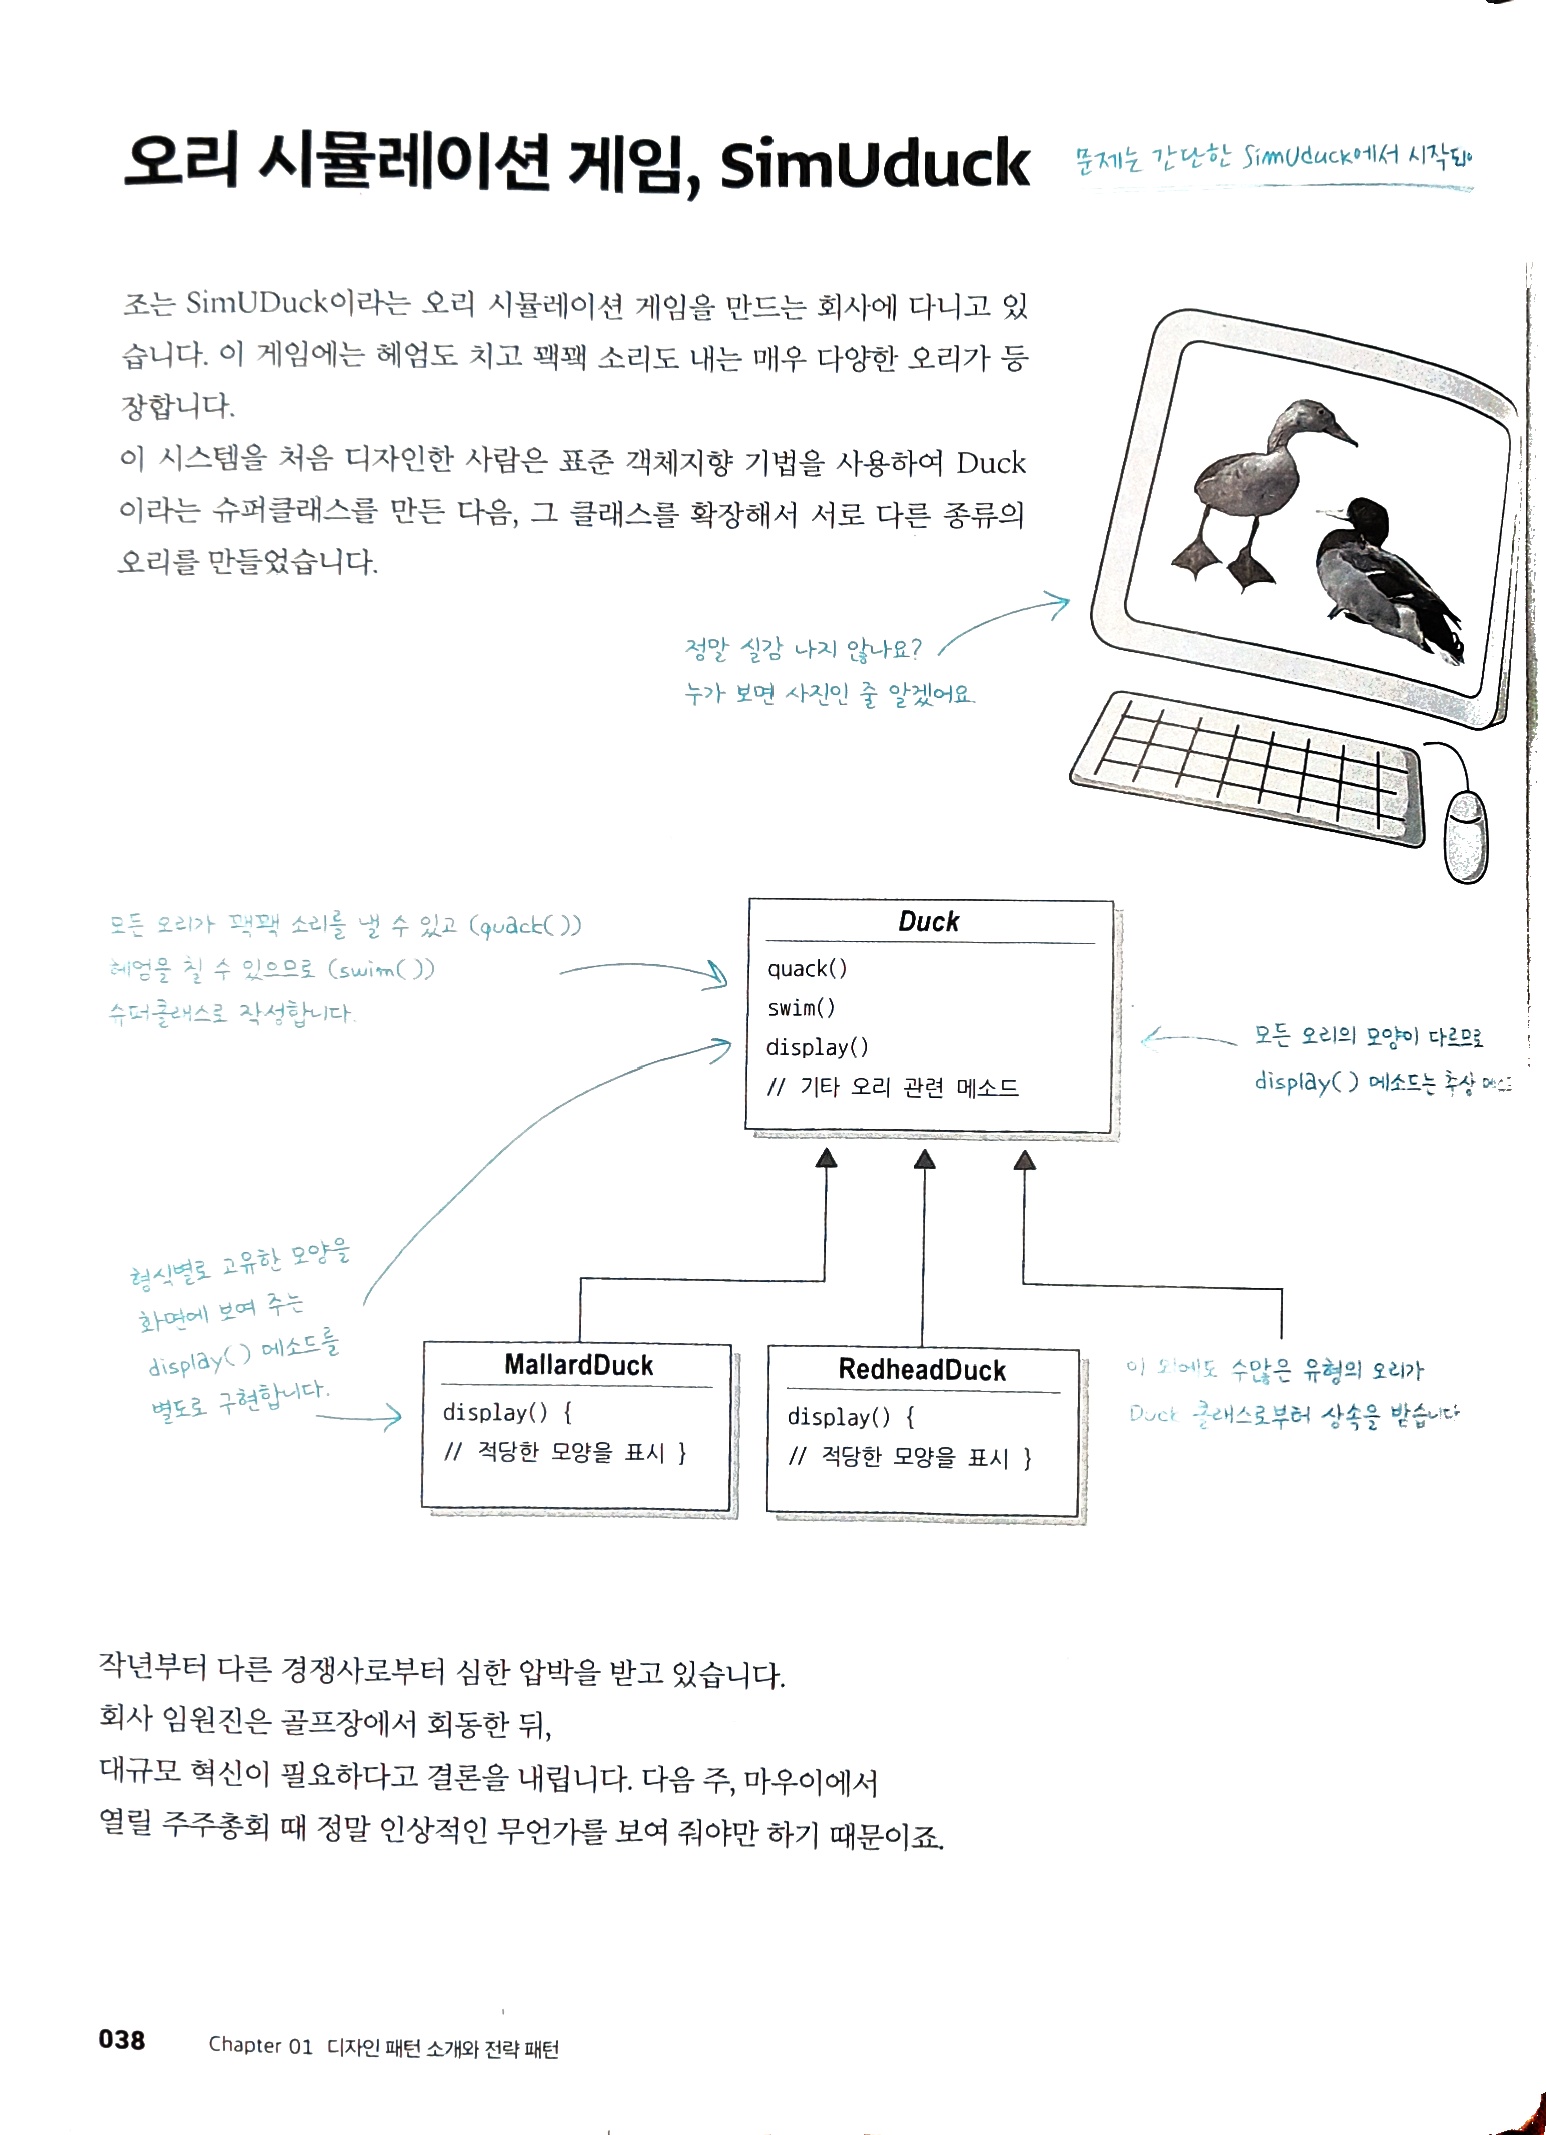 오리 시뮬레이션 게임, SimUduck
문제는 간단한 SimUduck에서 시작되어
조는 SimUDuck이라는 오리 시뮬레이션 게임을 만드는 회사에 다니고 있
습니다. 이 게임에는 헤엄도 치고 꽥꽥 소리도 내는 매우 다양한 오리가 등
장합니다.
이 시스템을 처음 디자인한 사람은 표준 객체지향 기법을 사용하여 Duck
이라는 슈퍼클래스를 만든 다음, 그 클래스를 확장해서 서로 다른 종류의
오리를 만들었습니다.
정말 실감 나지 않나요?
누가 보면 사진인 줄 알겠어요.
모든 오리가 꽥꽥 소리를 낼 수 있고 (quack())
헤엄을 칠 수 있으므로 (swim())
슈퍼클래스로 작성합니다.
Duck
quack()
swim()
display()
// 기타 오리 관련 메소드
모든 오리의 모양이 다르므로
display() 메소드는 추상
형식별로 고유한 모양을
화면에 보여 주는
display() 메소드를
별도로 구현합니다.
MallardDuck
display() {
// 적당한 모양을 표시 }
RedheadDuck
display() {
// 적당한 모양을 표시 }
이 외에도 수많은 유형의 오리가
Duck 클래스로부터 상속을 받습니다
작년부터 다른 경쟁사로부터 심한 압박을 받고 있습니다.
회사 임원진은 골프장에서 회동한 뒤,
대규모 혁신이 필요하다고 결론을 내립니다. 다음 주, 마우이에서
열릴 주주총회 때 정말 인상적인 무언가를 보여 줘야만 하기 때문이죠.
038 Chapter 01 디자인 패턴 소개와 전략 패턴